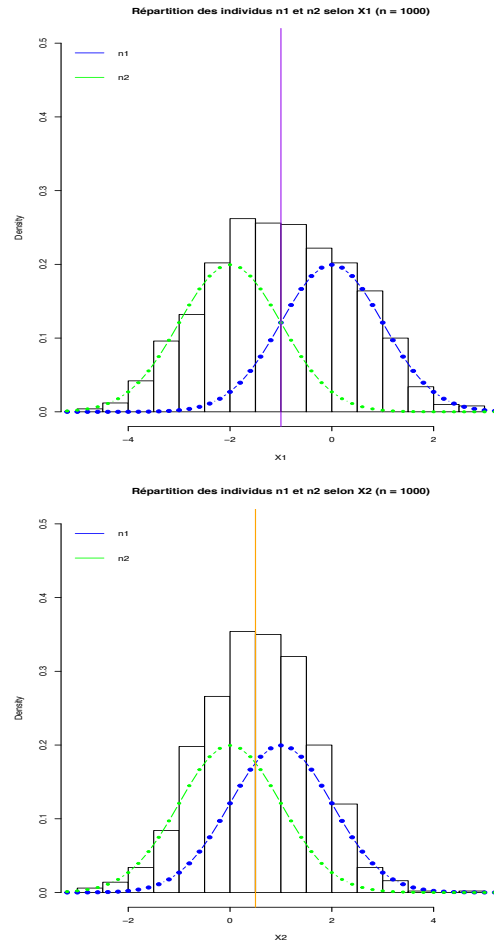 Répartition des individus n1 et n2 selon X1 (n = 1000)
0.5
n1
n2
0.4
0.3
Density
0.2
0.1
0.0
-4 -2 0 2
X1
Répartition des individus n1 et n2 selon X2 (n = 1000)
0.5
n1
n2
0.4
0.3
Density
0.2
0.1
0.0
-2 0 2 4
X2